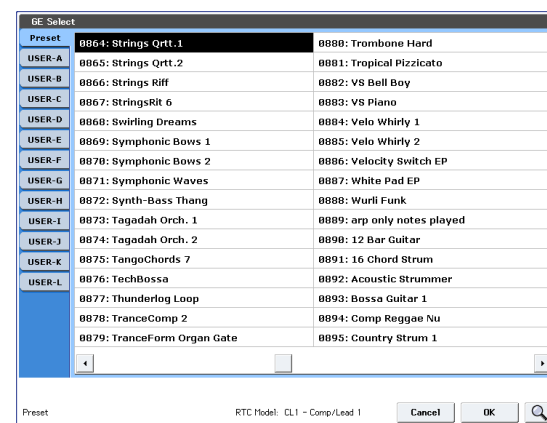 GE Select
Preset
USER-A
USER-B
USER-C
USER-D
USER-E
USER-F
USER-G
USER-H
USER-I
USER-J
USER-K
USER-L
0864: Strings Qrtt.1
0865: Strings Qrtt.2
0866: Strings Riff
0867: StringsRit 6
0868: Swirling Dreams
0869: Symphonic Bows 1
0870: Symphonic Bows 2
0871: Symphonic Waves
0872: Synth-Bass Thang
0873: Tagadah Orch. 1
0874: Tagadah Orch. 2
0875: TangoChords 7
0876: TechBossa
0877: Thunderlog Loop
0878: TranceComp 2
0879: TranceForm Organ Gate
0880: Trombone Hard
0881: Tropical Pizzicato
0882: VS Bell Boy
0883: VS Piano
0884: Velo Whirly 1
0885: Velo Whirly 2
0886: Velocity Switch EP
0887: White Pad EP
0888: Wurli Funk
0889: arp only notes played
0890: 12 Bar Guitar
0891: 16 Chord Strum
0892: Acoustic Strummer
0893: Bossa Guitar 1
0894: Comp Reggae Nu
0895: Country Strum 1
Preset
RTC Model: CL1 - Comp/Lead 1
Cancel
OK